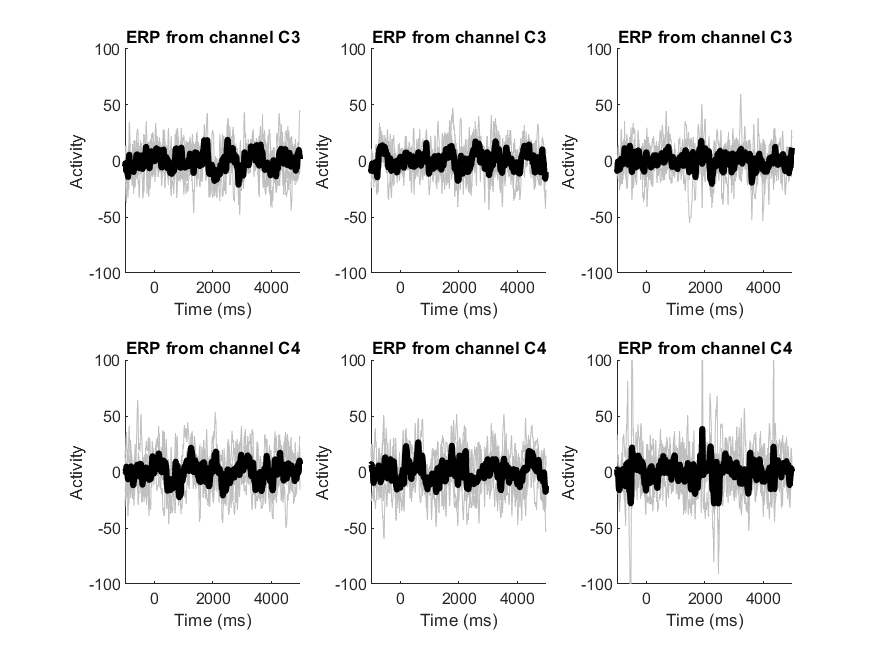 ERP from channel C3 ERP from channel C3 ERP from channel C3
100 100 100
50 50 50
0 0 0
-50 -50 -50
-100 -100 -100
Activity Activity Activity
0 2000 4000 0 2000 4000 0 2000 4000
Time (ms) Time (ms) Time (ms)
ERP from channel C4 ERP from channel C4 ERP from channel C4
100 100 100
50 50 50
0 0 0
-50 -50 -50
-100 -100 -100
Activity Activity Activity
0 2000 4000 0 2000 4000 0 2000 4000
Time (ms) Time (ms) Time (ms)